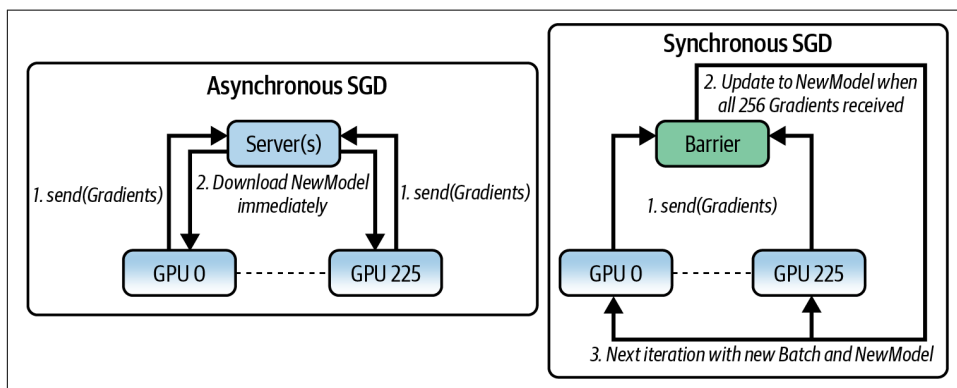 Asynchronous SGD
Server(s)
1. send(Gradients)
2. Download NewModel
immediately
1. send(Gradients)
GPU 0
GPU 225
Synchronous SGD
2. Update to NewModel when
all 256 Gradients received
Barrier
1. send(Gradients)
GPU 0
GPU 225
3. Next iteration with new Batch and NewModel